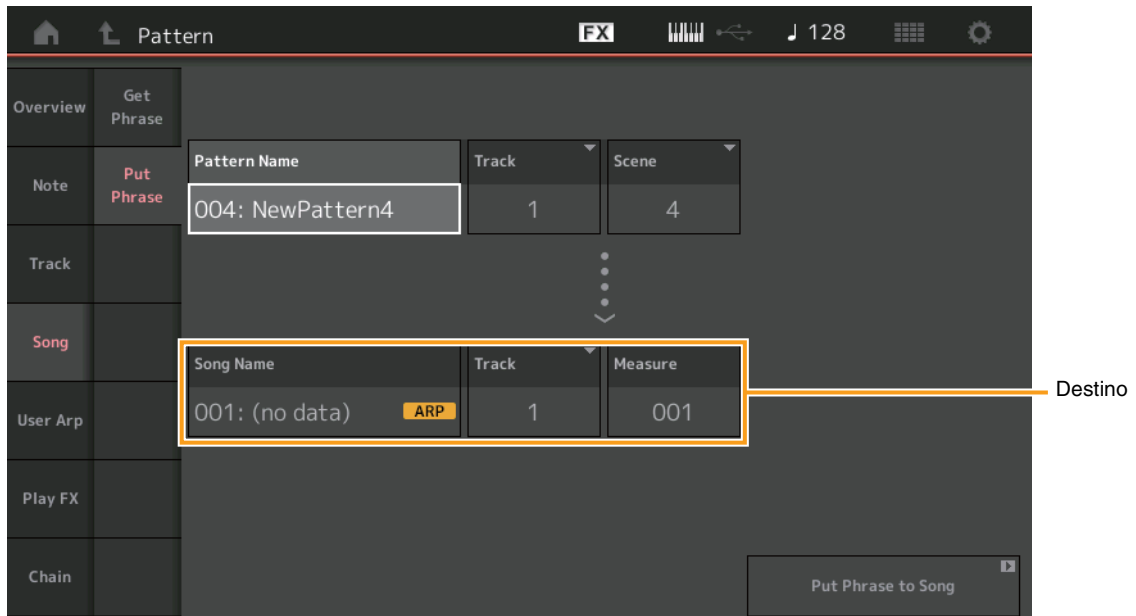 Pattern
FX
128
Overview
Get
Phrase
Note
Put
Phrase
Track
Song
User Arp
Play FX
Chain
Pattern Name
Track
Scene
004: NewPattern4
1
4
Song Name
Track
Measure
001: (no data)
ARP
1
001
Destino
Put Phrase to Song